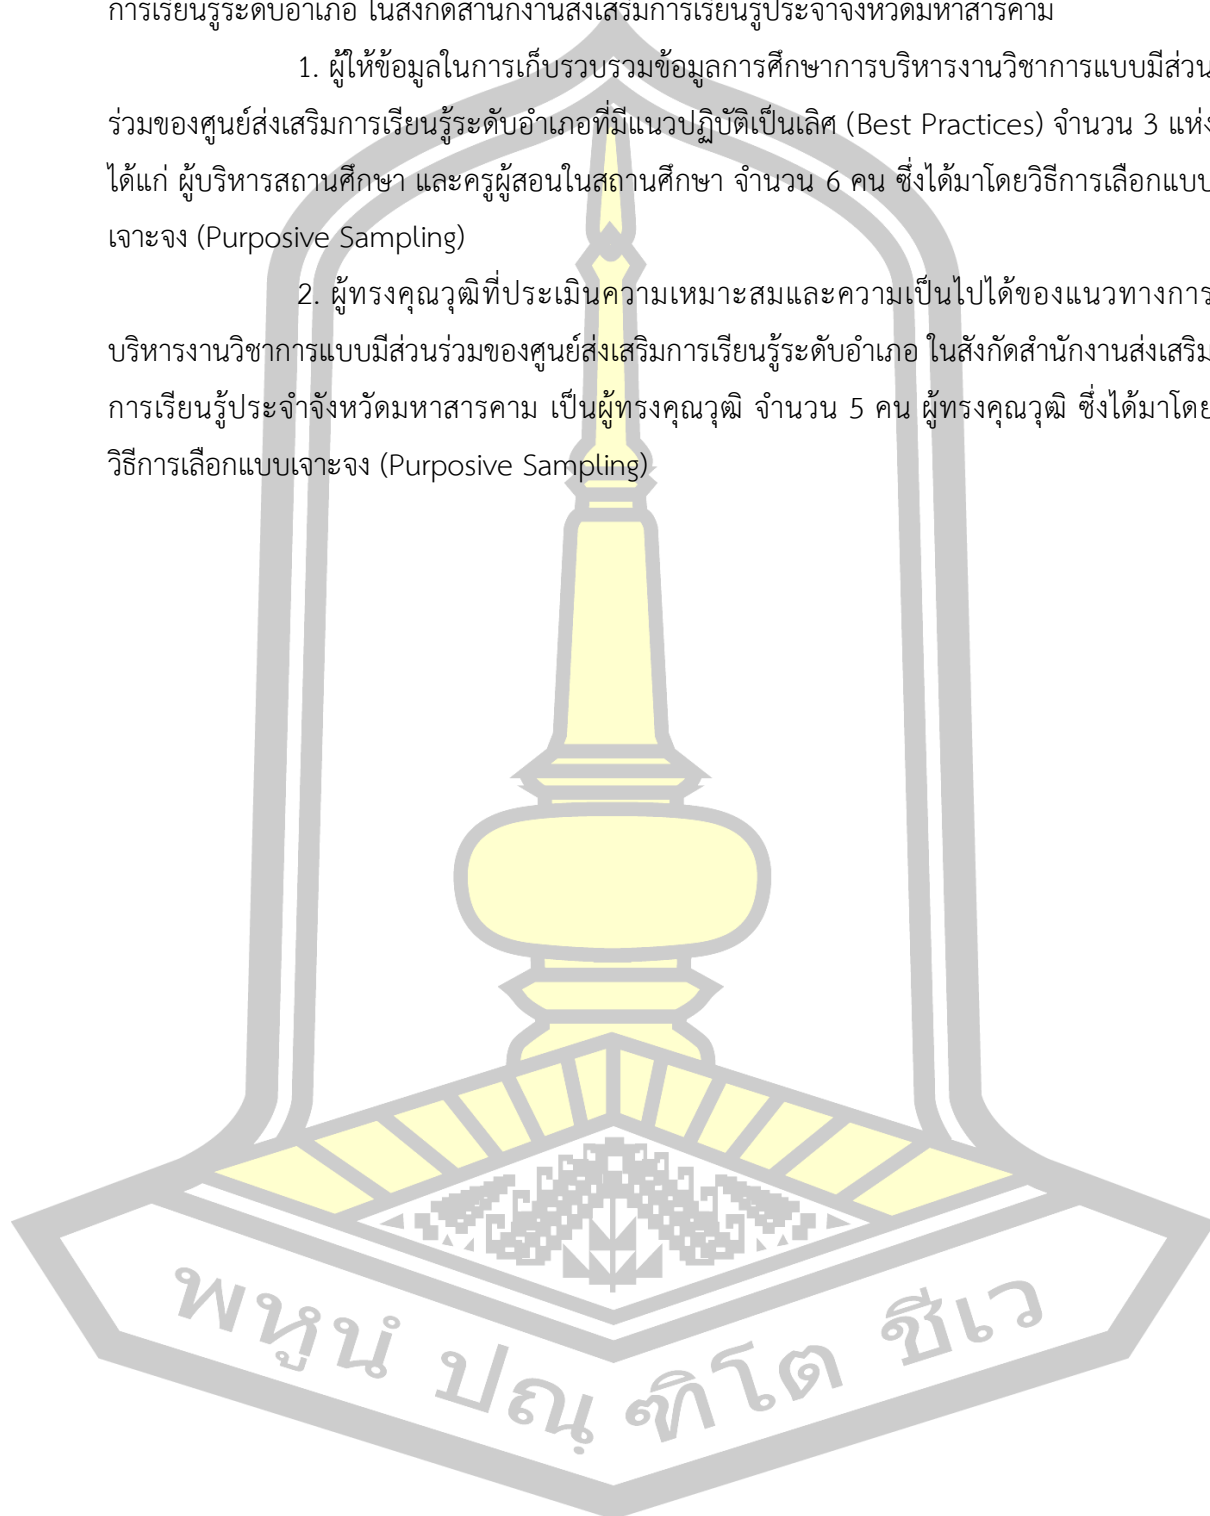 การเรียนรู้ระดับอำเภอ ในสังกัดสำนักงานส่งเสริมการเรียนรู้ประจำจังหวัดมหาสารคาม
1. ผู้ให้ข้อมูลในการเก็บรวบรวมข้อมูลการศึกษาการบริหารงานวิชาการแบบมีส่วน
ร่วมของศูนย์ส่งเสริมการเรียนรู้ระดับอำเภอที่มีแนวปฏิบัติเป็นเลิศ (Best Practices) จำนวน 3 แห่ง
ได้แก่ ผู้บริหารสถานศึกษา และครูผู้สอนในสถานศึกษา จำนวน 6 คน ซึ่งได้มาโดยวิธีการเลือกแบบ
เจาะจง (Purposive Sampling)
2. ผู้ทรงคุณวุฒิที่ประเมินความเหมาะสมและความเป็นไปได้ของแนวทางการ
บริหารงานวิชาการแบบมีส่วนร่วมของศูนย์ส่งเสริมการเรียนรู้ระดับอำเภอ ในสังกัดสำนักงานส่งเสริม
การเรียนรู้ประจำจังหวัดมหาสารคาม เป็นผู้ทรงคุณวุฒิ จำนวน 5 คน ผู้ทรงคุณวุฒิ ซึ่งได้มาโดย
วิธีการเลือกแบบเจาะจง (Purposive Sampling)
พหูนํ ปณฺ ฑิโต ชีเว